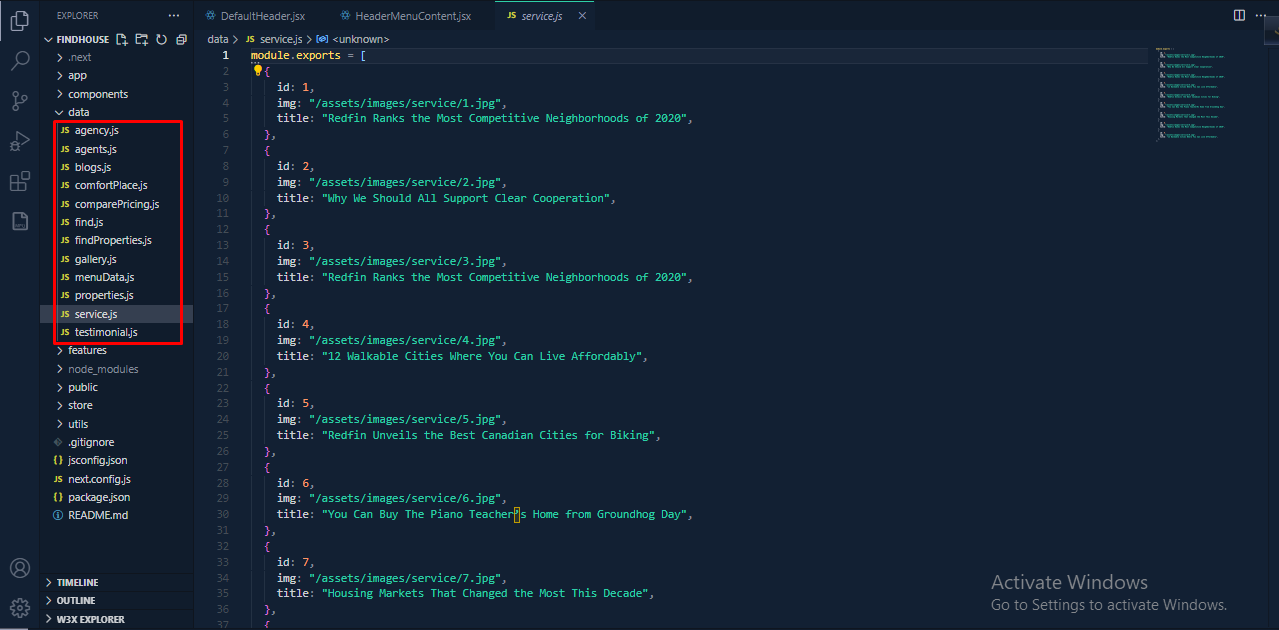 EXPLORER
FINDHOUSE
.next
app
components
data
JS agency.js
JS agents.js
JS blogs.js
JS comfortPlace.js
JS comparePricing.js
JS find.js
JS findProperties.js
JS gallery.js
JS menuData.js
JS properties.js
JS service.js
JS testimonial.js
features
node_modules
public
store
utils
.gitignore
{} jsconfig.json
JS next.config.js
{} package.json
README.md
TIMELINE
OUTLINE
W3X EXPLORER
DefaultHeader.jsx
HeaderMenuContent.jsx
JS service.js
data > JS service.js > <unknown>
1 module.exports = [
2 {
3 id: 1,
4 img: "/assets/images/service/1.jpg",
5 title: "Redfin Ranks the Most Competitive Neighborhoods of 2020",
6 },
7 {
8 id: 2,
9 img: "/assets/images/service/2.jpg",
10 title: "Why We Should All Support Clear Cooperation",
11 },
12 {
13 id: 3,
14 img: "/assets/images/service/3.jpg",
15 title: "Redfin Ranks the Most Competitive Neighborhoods of 2020",
16 },
17 {
18 id: 4,
19 img: "/assets/images/service/4.jpg",
20 title: "12 Walkable Cities Where You Can Live Affordably",
21 },
22 {
23 id: 5,
24 img: "/assets/images/service/5.jpg",
25 title: "Redfin Unveils the Best Canadian Cities for Biking",
26 },
27 {
28 id: 6,
29 img: "/assets/images/service/6.jpg",
30 title: "You Can Buy The Piano Teacher’s Home from Groundhog Day",
31 },
32 {
33 id: 7,
34 img: "/assets/images/service/7.jpg",
35 title: "Housing Markets That Changed the Most This Decade",
36 },
37 {
Activate Windows
Go to Settings to activate Windows.